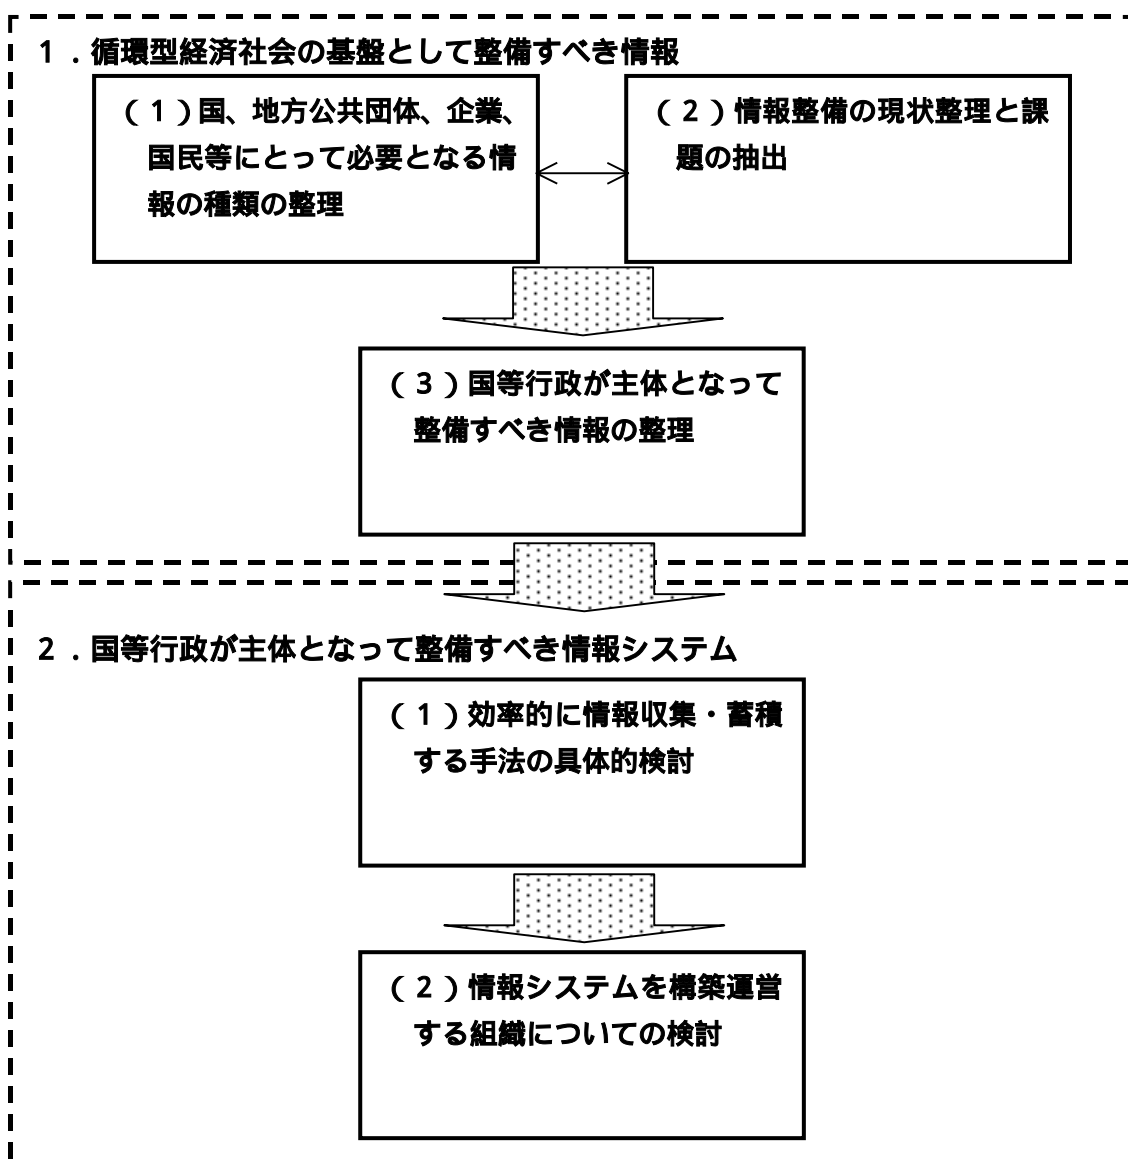 １．循環型経済社会の基盤として整備すべき情報
（１）国、地方公共団体、企業、
国民等にとって必要となる情
報の種類の整理
（２）情報整備の現状整理と課
題の抽出
（３）国等行政が主体となって
整備すべき情報の整理
２．国等行政が主体となって整備すべき情報システム
（１）効率的に情報収集・蓄積
する手法の具体的検討
（２）情報システムを構築運営
する組織についての検討